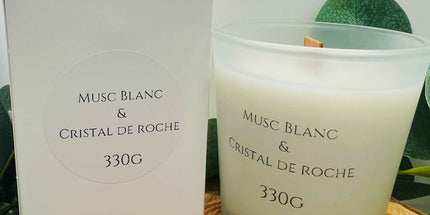 Musc Blanc
&
Cristal de roche
330g
Musc Blanc
&
Cristal de roche
330g